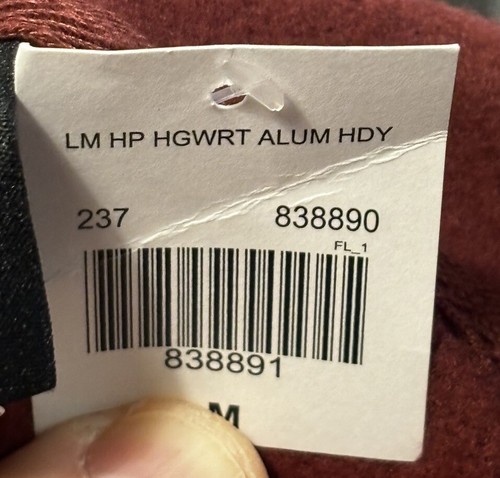 LM HP HGWRT ALUM HDY
237 838890
FL_1
838891
M